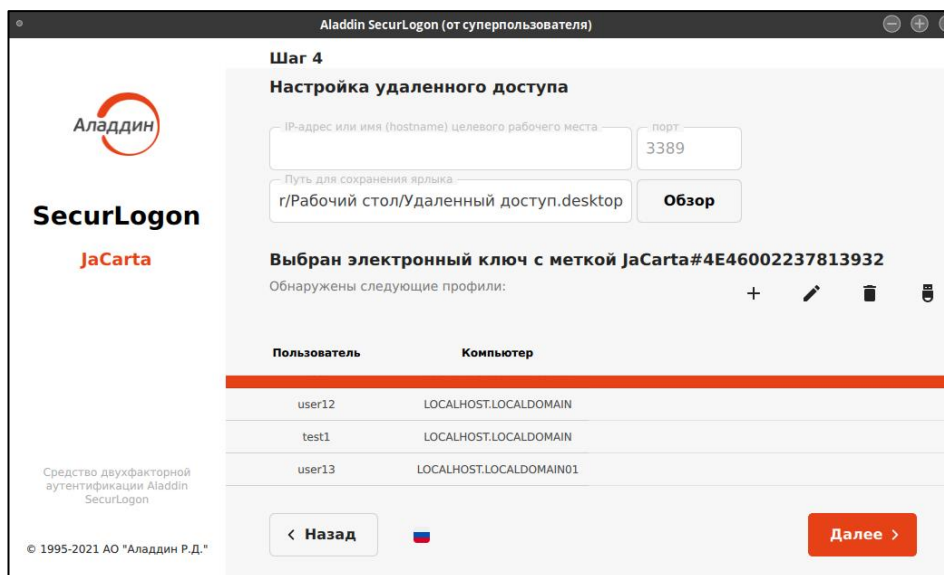 Aladdin SecurLogon (от суперпользователя)
Шаг 4
Настройка удаленного доступа
Аладдин
IP-адрес или имя (hostname) целевого рабочего места
порт
3389
Путь для сохранения ярлыка
r/Рабочий стол/Удаленный доступ.desktop
Обзор
SecurLogon
JaCarta
Выбран электронный ключ с меткой JaCarta#4E46002237813932
Обнаружены следующие профили:
Пользователь Компьютер
user12 LOCALHOST.LOCALDOMAIN
test1 LOCALHOST.LOCALDOMAIN
user13 LOCALHOST.LOCALDOMAIN01
Средство двухфакторной
аутентификации Aladdin
SecurLogon
© 1995-2021 АО "Аладдин Р.Д."
< Назад
Далее >